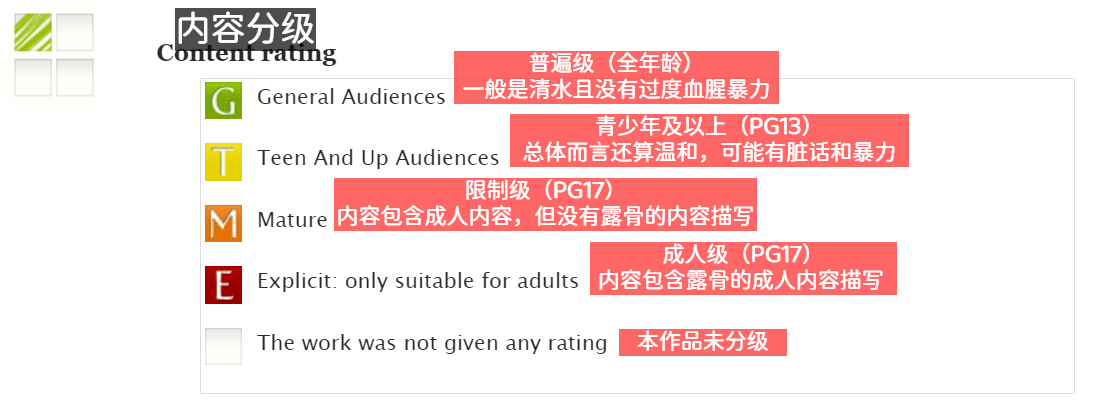 内容分级
Content rating
普遍级（全年龄）
一般是清水且没有过度血腥暴力
G General Audiences
青少年及以上（PG13）
总体而言还算温和，可能有脏话和暴力
T Teen And Up Audiences
限制级（PG17）
内容包含成人内容，但没有露骨的内容描写
M Mature
成人级（PG17）
内容包含露骨的成人内容描写
E Explicit: only suitable for adults
The work was not given any rating 本作品未分级